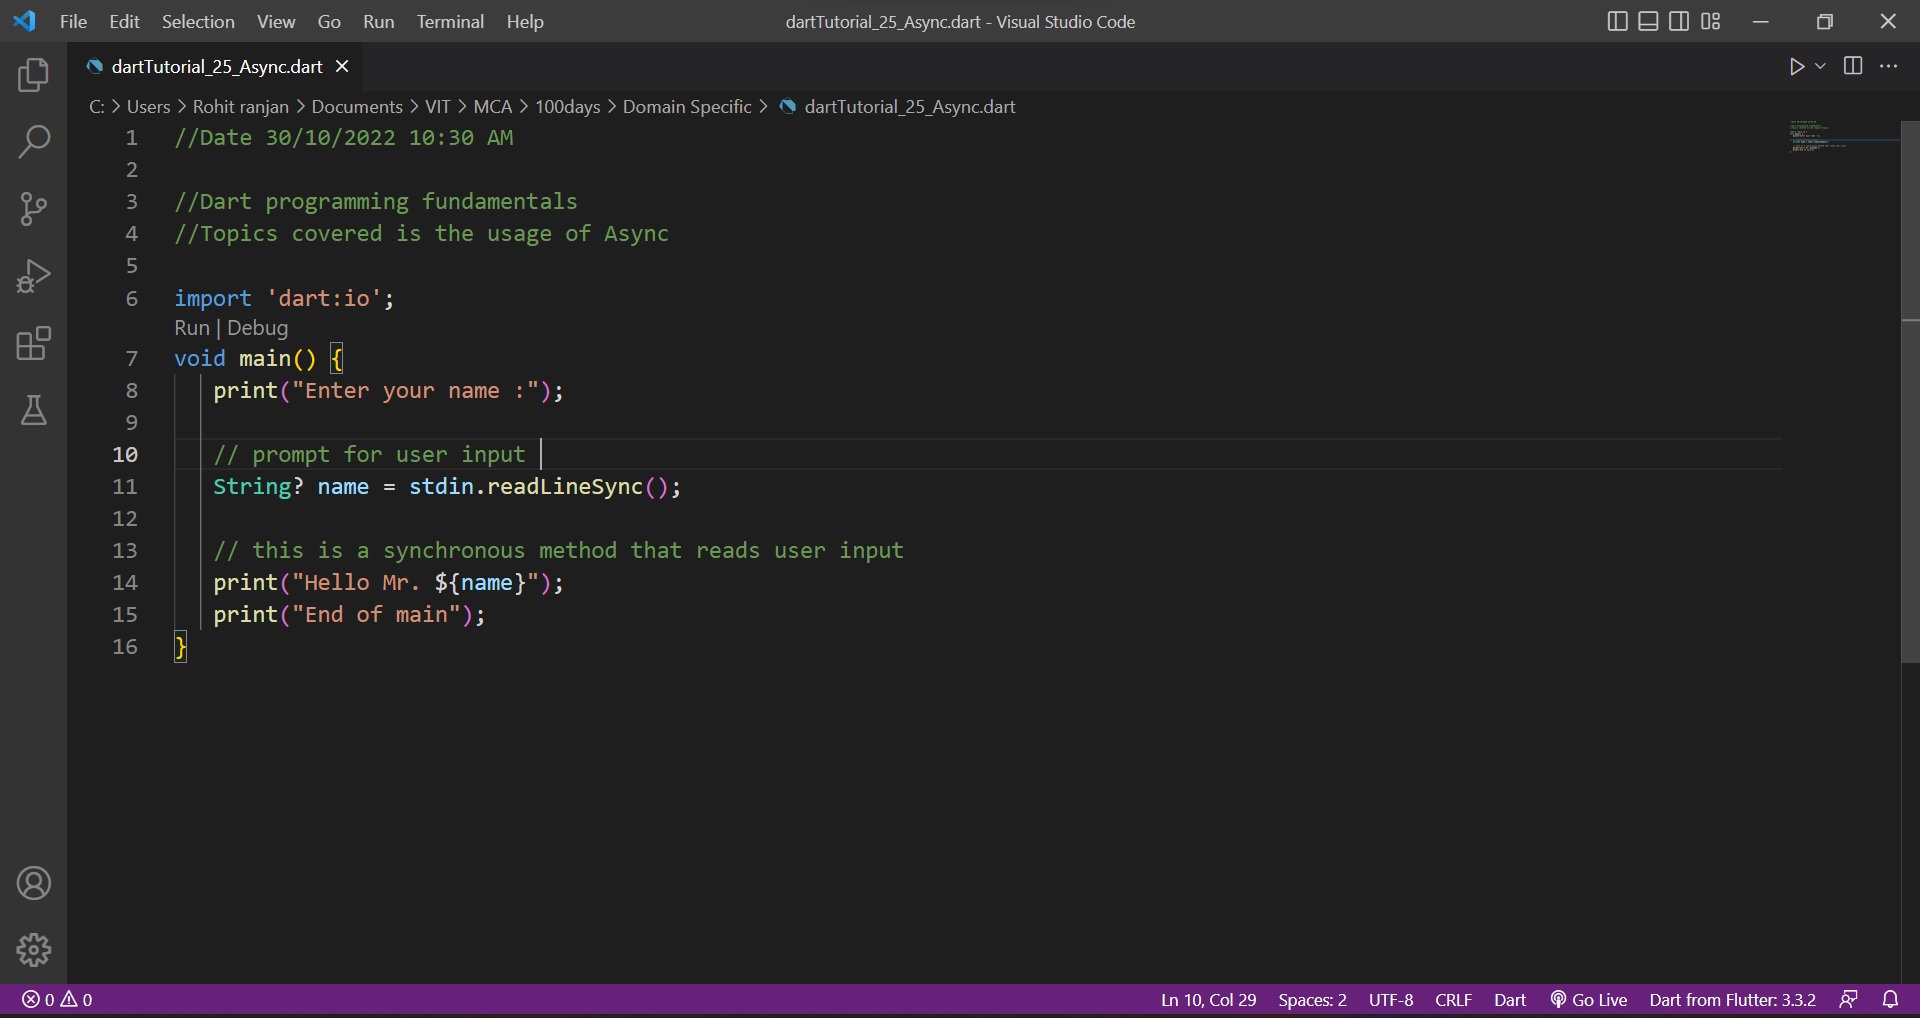 File Edit Selection View Go Run Terminal Help dartTutorial_25_Async.dart - Visual Studio Code
dartTutorial_25_Async.dart
C: > Users > Rohit ranjan > Documents > VIT > MCA > 100days > Domain Specific > dartTutorial_25_Async.dart
1 //Date 30/10/2022 10:30 AM
2
3 //Dart programming fundamentals
4 //Topics covered is the usage of Async
5
6 import 'dart:io';
Run | Debug
7 void main() {
8 print("Enter your name :");
9
10 // prompt for user input
11 String? name = stdin.readLineSync();
12
13 // this is a synchronous method that reads user input
14 print("Hello Mr. ${name}");
15 print("End of main");
16 }
0 0 Ln 10, Col 29 Spaces: 2 UTF-8 CRLF Dart Go Live Dart from Flutter: 3.3.2